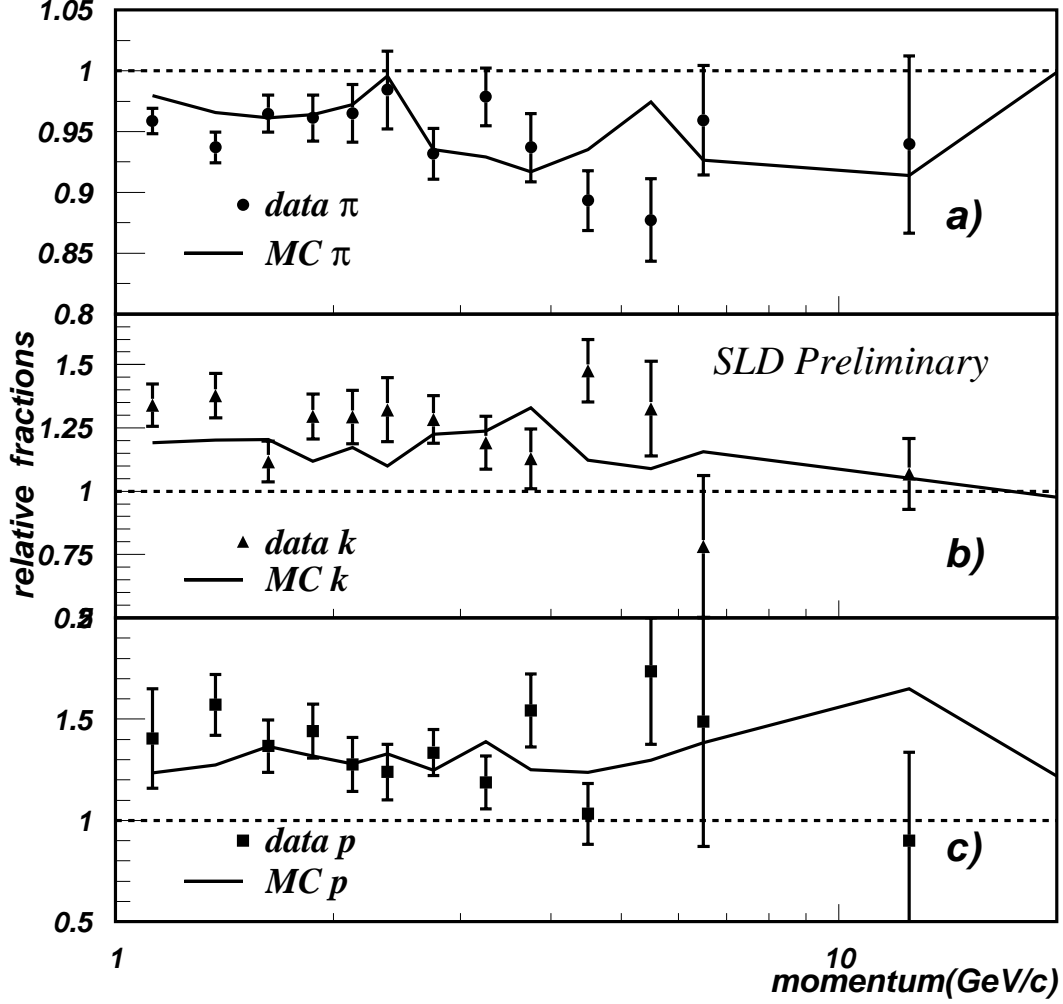 1.05
1
0.95
0.9
0.85
0.8
data π
MC π
a)
relative fractions
1.5
1.25
1
0.75
SLD Preliminary
data k
MC k
b)
2
1.5
1
0.5
data p
MC p
c)
1
10
momentum(GeV/c)